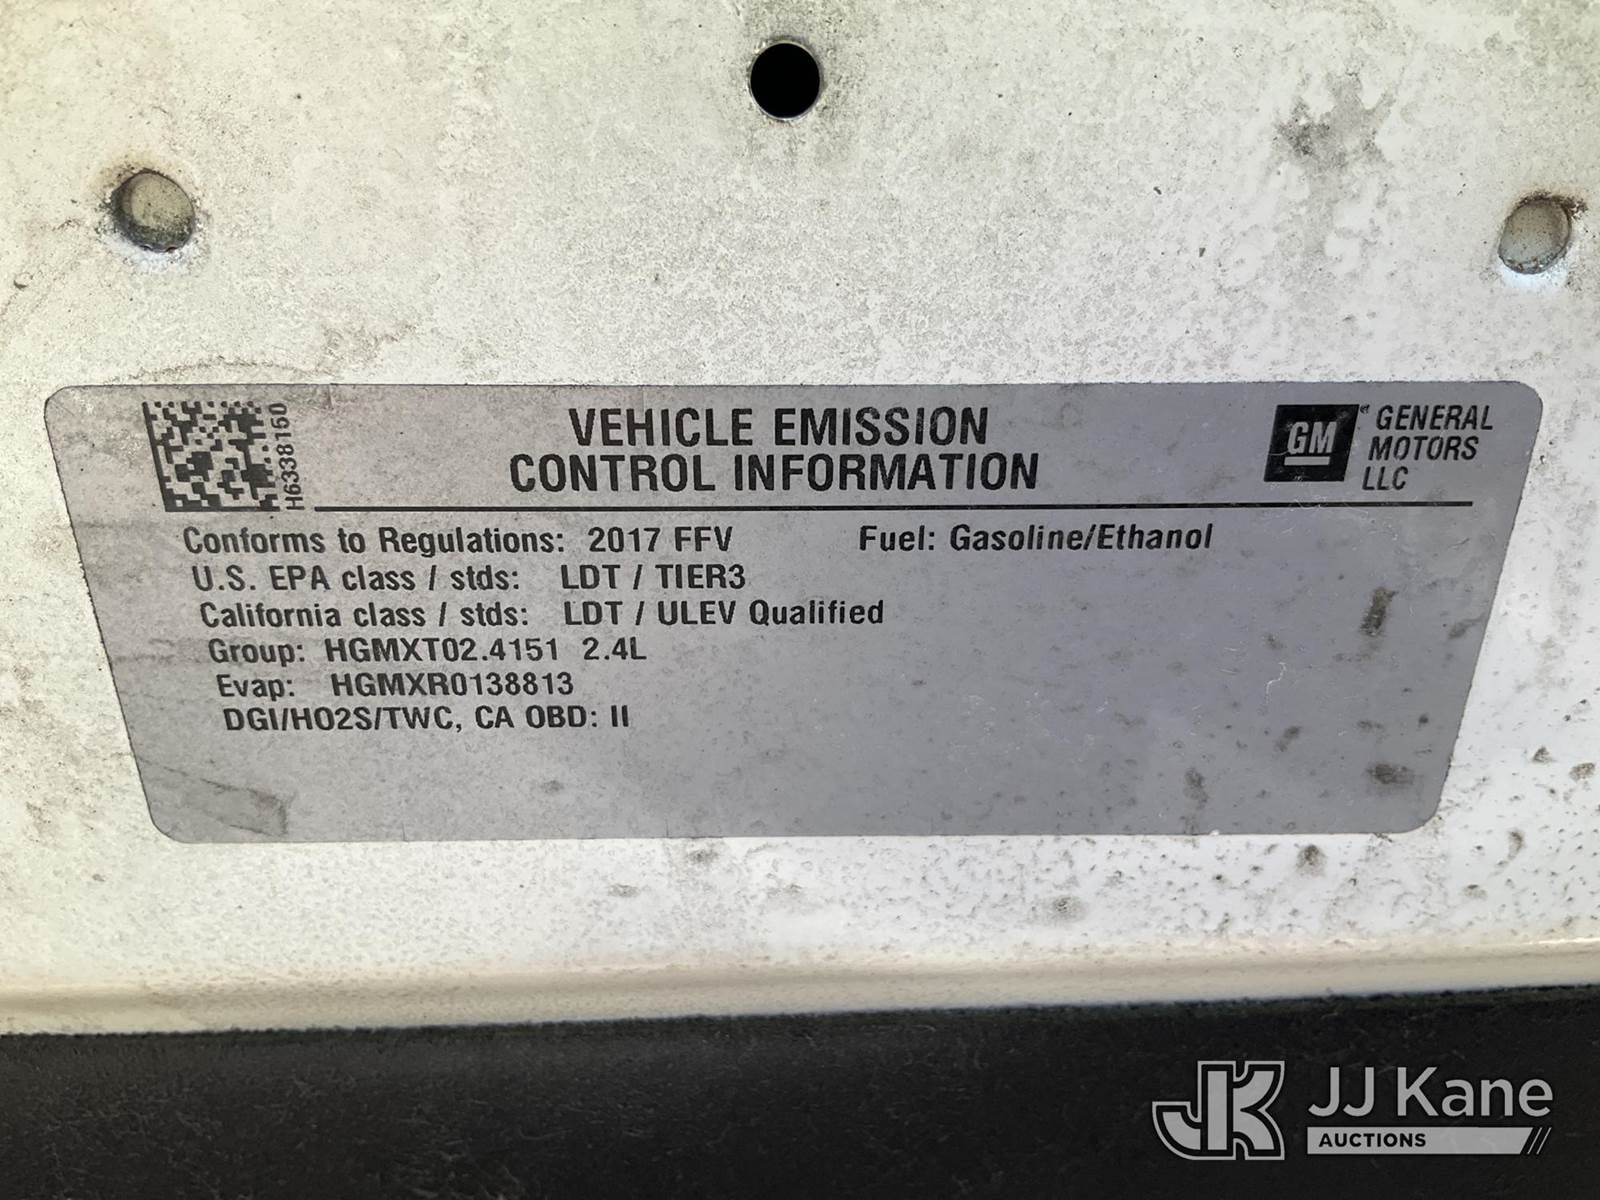 H6338150
VEHICLE EMISSION
CONTROL INFORMATION
GM
GENERAL
MOTORS
LLC
Conforms to Regulations: 2017 FFV Fuel: Gasoline/Ethanol
U.S. EPA class / stds: LDT / TIER3
California class / stds: LDT / ULEV Qualified
Group: HGMXT02.4151 2.4L
Evap: HGMXR0138813
DGI/HO2S/TWC, CA OBD: II
JK JJ Kane
AUCTIONS